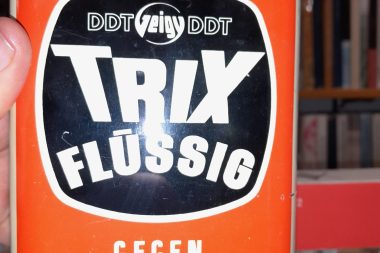 DDT Geigy DDT
TRIX
FLÜSSIG
GEGEN